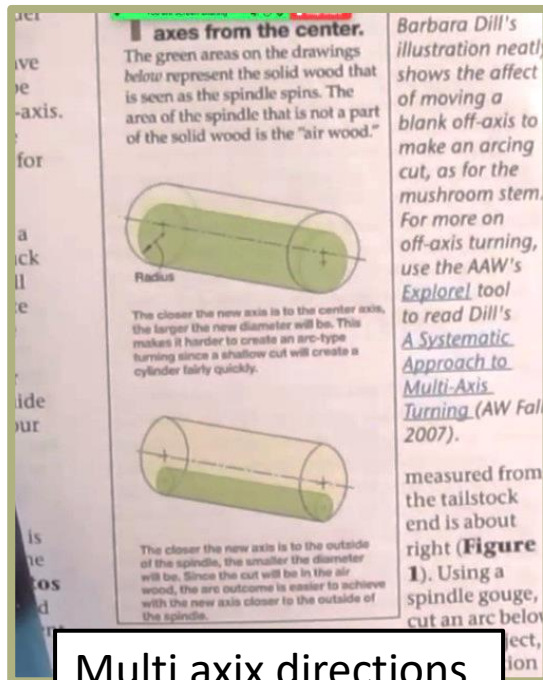 ve
-axis.
for
a
ick
ll
e
ide
our
is
ne
tos
d
axes from the center.
The green areas on the drawings
below represent the solid wood that
is seen as the spindle spins. The
area of the spindle that is not a part
of the solid wood is the "air wood."
Radius
The closer the new axis is to the center axis,
the larger the new diameter will be. This
makes it harder to create an arc-type
turning since a shallow cut will create a
cylinder fairly quickly.
The closer the new axis is to the outside
of the spindle, the smaller the diameter
will be. Since the cut will be in the air
wood, the arc outcome is easier to achieve
with the new axis closer to the outside of
the spindle.
Barbara Dill's
illustration neatly
shows the affect
of moving a
blank off-axis to
make an arcing
cut, as for the
mushroom stem.
For more on
off-axis turning,
use the AAW's
Explore! tool
to read Dill's
A Systematic
Approach to
Multi-Axis
Turning (AW Fall
2007).
measured from
the tailstock
end is about
right (Figure
1). Using a
spindle gouge,
cut an arc below
ject,
ion
Multi axix directions